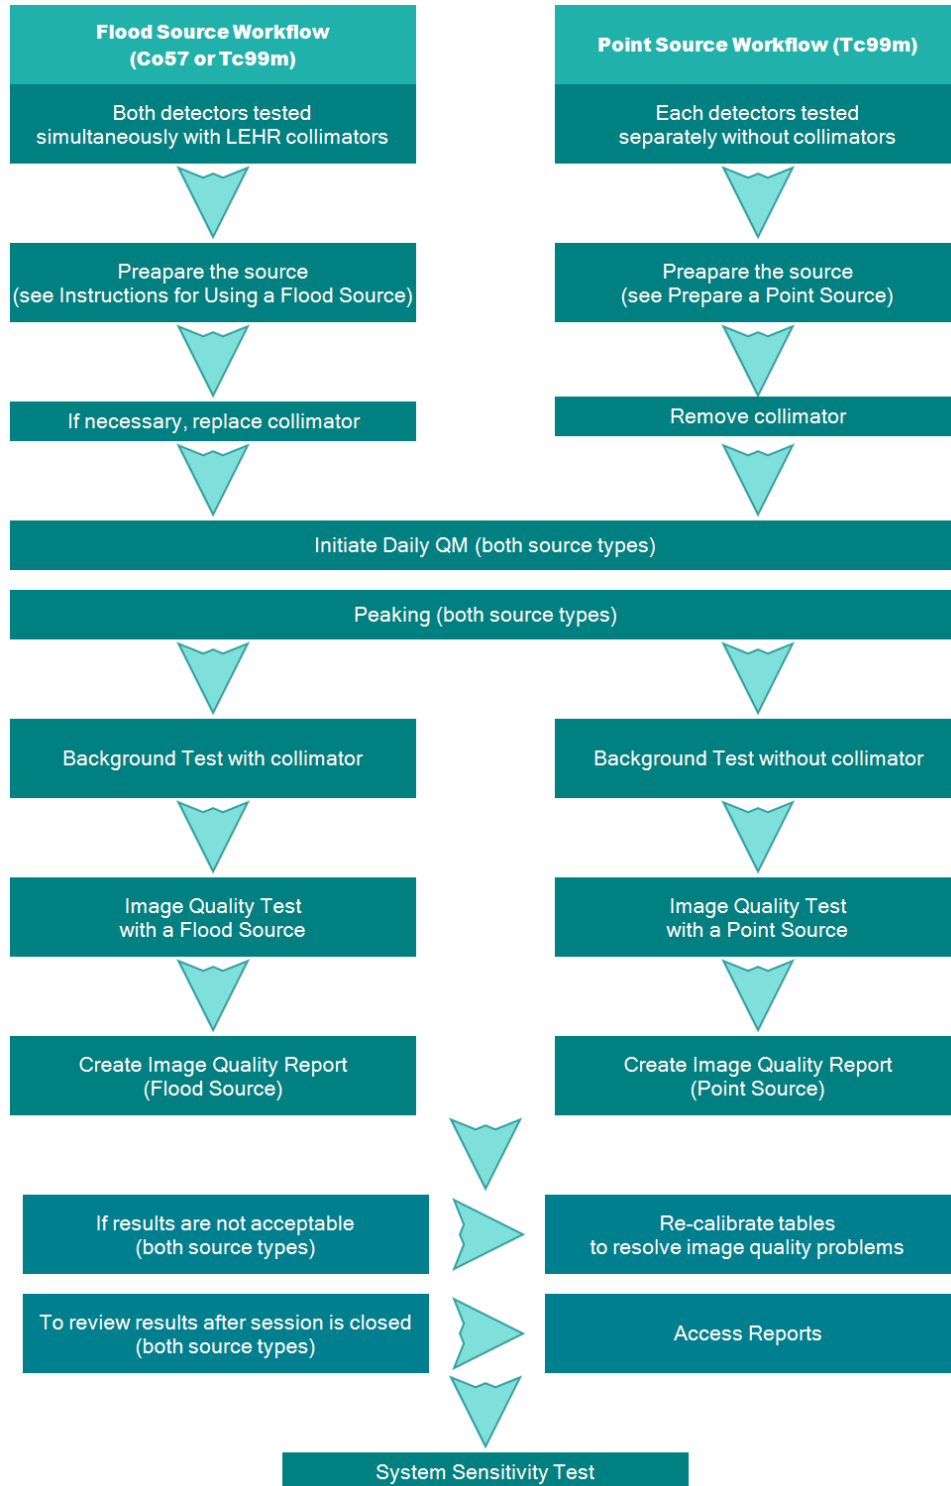 Flood Source Workflow
(Co57 or Tc99m)
Point Source Workflow (Tc99m)
Both detectors tested
simultaneously with LEHR collimators
Each detectors tested
separately without collimators
Preapare the source
(see Instructions for Using a Flood Source)
Preapare the source
(see Prepare a Point Source)
If necessary, replace collimator
Remove collimator
Initiate Daily QM (both source types)
Peaking (both source types)
Background Test with collimator
Background Test without collimator
Image Quality Test
with a Flood Source
Image Quality Test
with a Point Source
Create Image Quality Report
(Flood Source)
Create Image Quality Report
(Point Source)
If results are not acceptable
(both source types)
Re-calibrate tables
to resolve image quality problems
To review results after session is closed
(both source types)
Access Reports
System Sensitivity Test